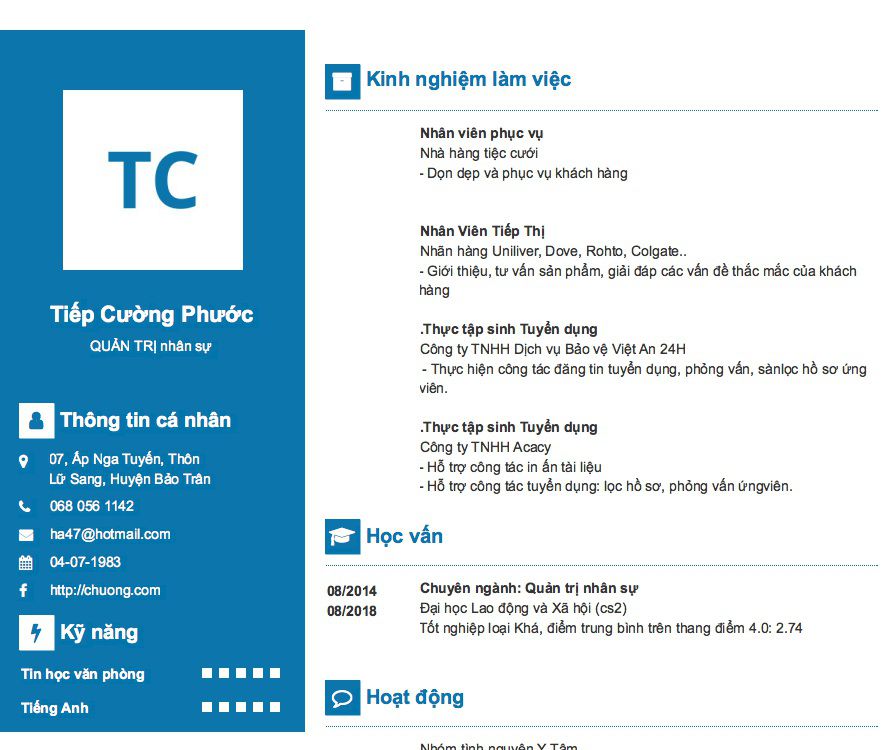 TC
Tiếp Cường Phước
QUẢN TRỊ nhân sự
Thông tin cá nhân
07, Ấp Nga Tuyến, Thôn
Lữ Sang, Huyện Bảo Trân
068 056 1142
ha47@hotmail.com
04-07-1983
http://chuong.com
Kỹ năng
Tin học văn phòng
Tiếng Anh
Kinh nghiệm làm việc
Nhân viên phục vụ
Nhà hàng tiệc cưới
- Dọn dẹp và phục vụ khách hàng
Nhân Viên Tiếp Thị
Nhãn hàng Uniliver, Dove, Rohto, Colgate..
- Giới thiệu, tư vấn sản phẩm, giải đáp các vấn đề thắc mắc của khách
hàng
.Thực tập sinh Tuyển dụng
Công ty TNHH Dịch vụ Bảo vệ Việt An 24H
- Thực hiện công tác đăng tin tuyển dụng, phỏng vấn, sànlọc hồ sơ ứng
viên.
.Thực tập sinh Tuyển dụng
Công ty TNHH Acacy
- Hỗ trợ công tác in ấn tài liệu
- Hỗ trợ công tác tuyển dụng: lọc hồ sơ, phỏng vấn ứngviên.
Học vấn
08/2014
08/2018
Chuyên ngành: Quản trị nhân sự
Đại học Lao động và Xã hội (cs2)
Tốt nghiệp loại Khá, điểm trung bình trên thang điểm 4.0: 2.74
Hoạt động
Nhóm tình nguyện Y Tâm